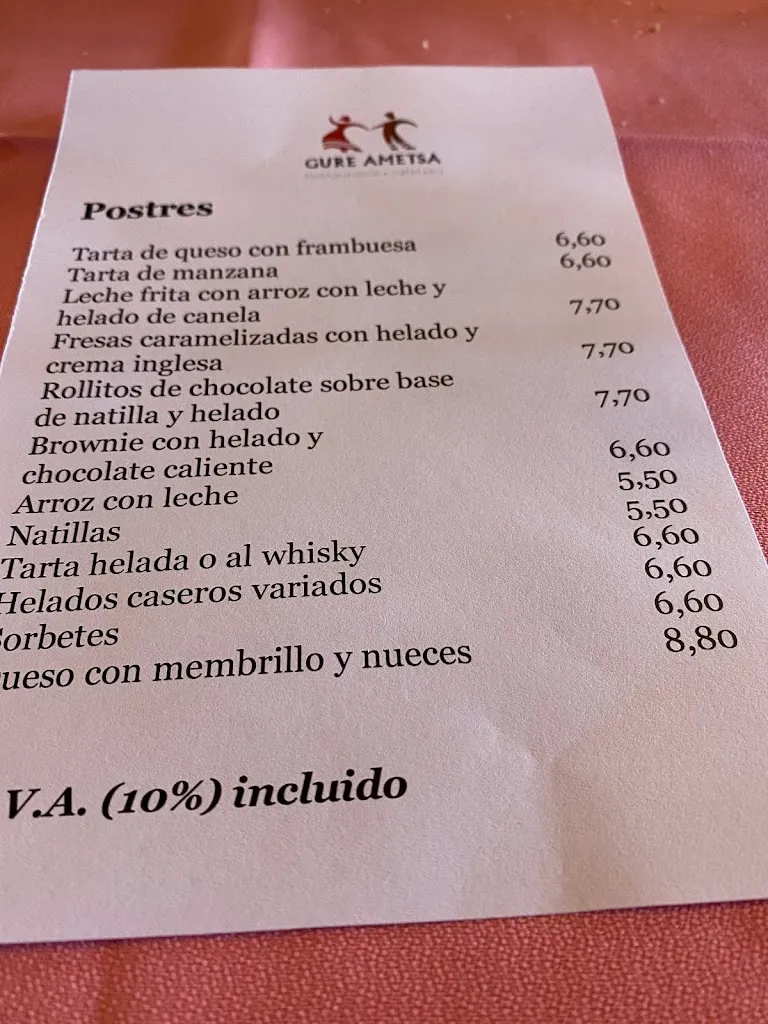 GURE AMETSA
Postres
Tarta de queso con frambuesa 6,60
Tarta de manzana 6,60
Leche frita con arroz con leche y
helado de canela 7,70
Fresas caramelizadas con helado y
crema inglesa 7,70
Rollitos de chocolate sobre base
de natilla y helado 7,70
Brownie con helado y
chocolate caliente 6,60
Arroz con leche 5,50
Natillas 5,50
Tarta helada o al whisky 6,60
Helados caseros variados 6,60
orbetes 6,60
ueso con membrillo y nueces 8,80
V.A. (10%) incluido